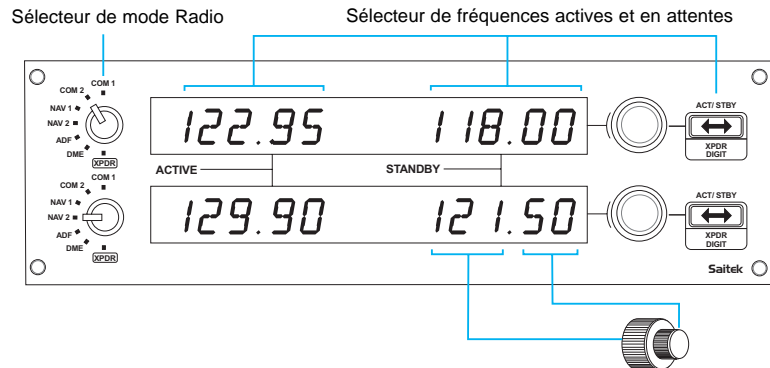 Sélecteur de mode Radio
Sélecteur de fréquences actives et en attentes
COM 1
COM 2
NAV 1
NAV 2
ADF
DME
XPDR
122.95
118.00
ACT/ STBY
XPDR
DIGIT
ACTIVE
STANDBY
COM 1
COM 2
NAV 1
NAV 2
ADF
DME
XPDR
129.90
121.50
ACT/ STBY
XPDR
DIGIT
Saitek